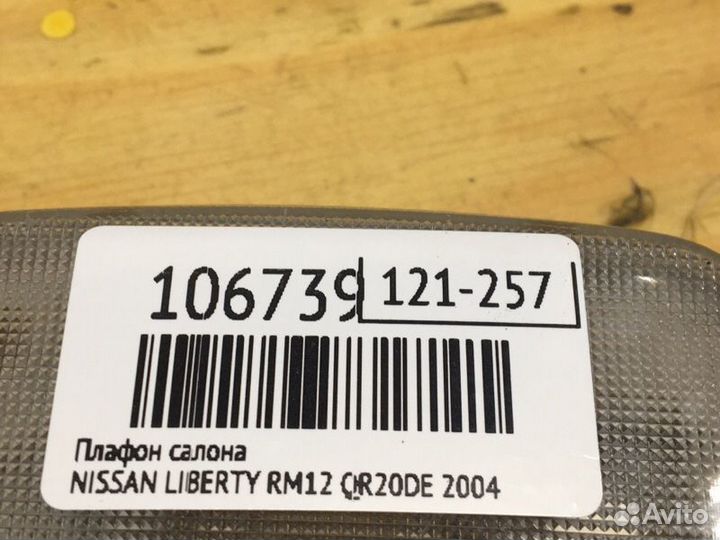 106739 121-257
Плафон салона
NISSAN LIBERTY RM12 QR20DE 2004
Avito